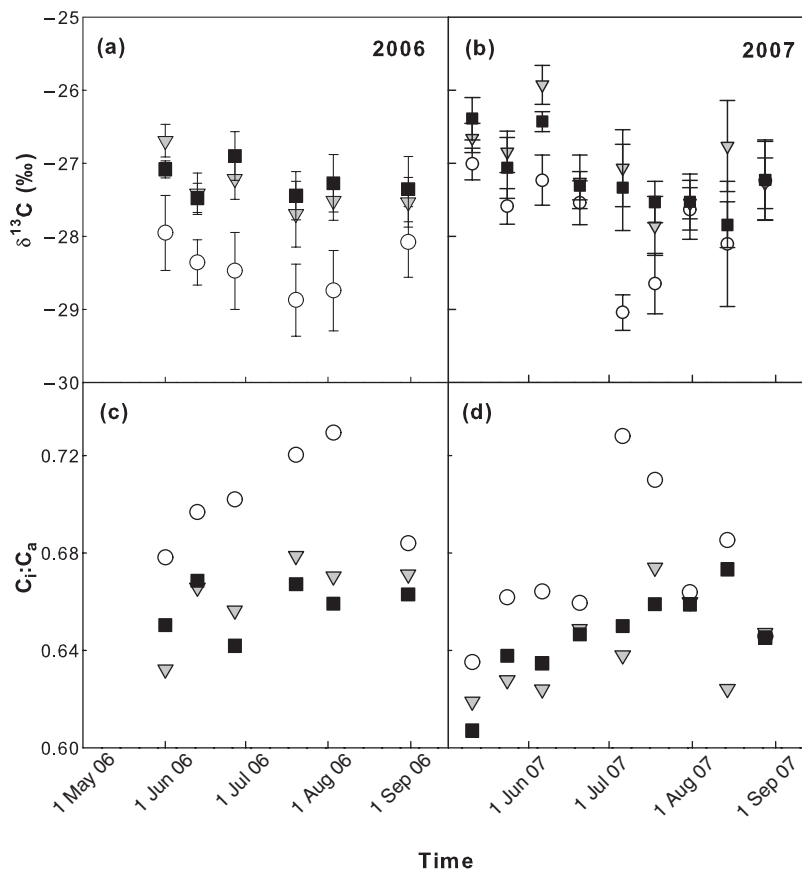 (a)
2006
(b)
2007
−25
−26
−27
−28
−29
−30
δ¹³C (‰)
(c)
(d)
0.72
0.68
0.64
0.60
Cᵢ:Cₐ
1 May 06
1 Jun 06
1 Jul 06
1 Aug 06
1 Sep 06
1 Jun 07
1 Jul 07
1 Aug 07
1 Sep 07
Time